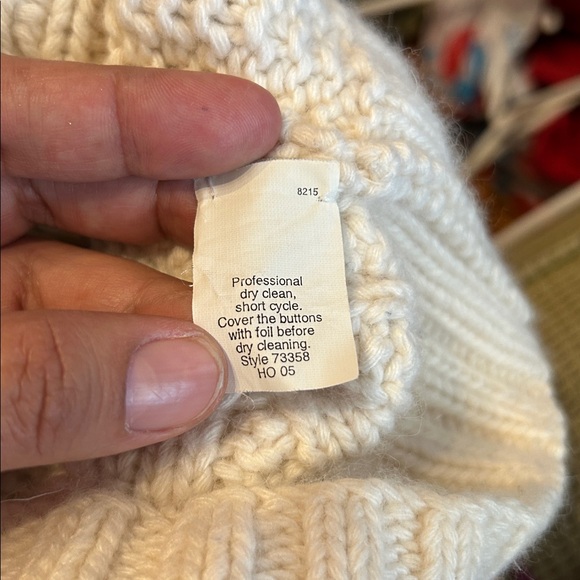 8215
Professional
dry clean,
short cycle.
Cover the buttons
with foil before
dry cleaning.
Style 73358
HO 05